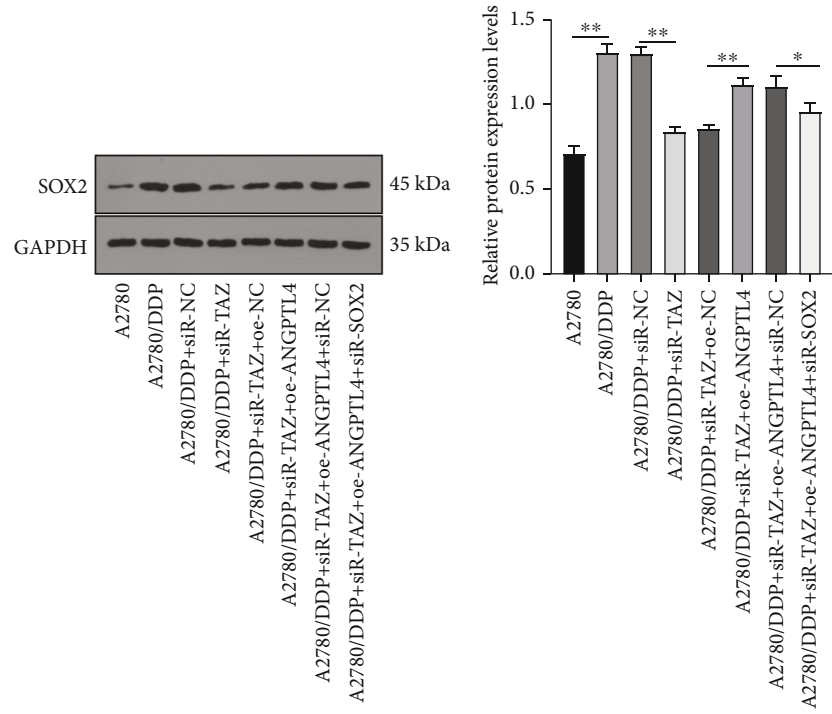 SOX2
45 kDa
GAPDH
35 kDa
A2780
A2780/DDP
A2780/DDP+siR-NC
A2780/DDP+siR-TAZ
A2780/DDP+siR-TAZ+oe-NC
A2780/DDP+siR-TAZ+oe-ANGPTL4
A2780/DDP+siR-TAZ+oe-ANGPTL4+siR-NC
A2780/DDP+siR-TAZ+oe-ANGPTL4+siR-SOX2
Relative protein expression levels
1.5
1.0
0.5
0.0
**
**
**
*
A2780
A2780/DDP
A2780/DDP+siR-NC
A2780/DDP+siR-TAZ
A2780/DDP+siR-TAZ+oe-NC
A2780/DDP+siR-TAZ+oe-ANGPTL4
A2780/DDP+siR-TAZ+oe-ANGPTL4+siR-NC
A2780/DDP+siR-TAZ+oe-ANGPTL4+siR-SOX2